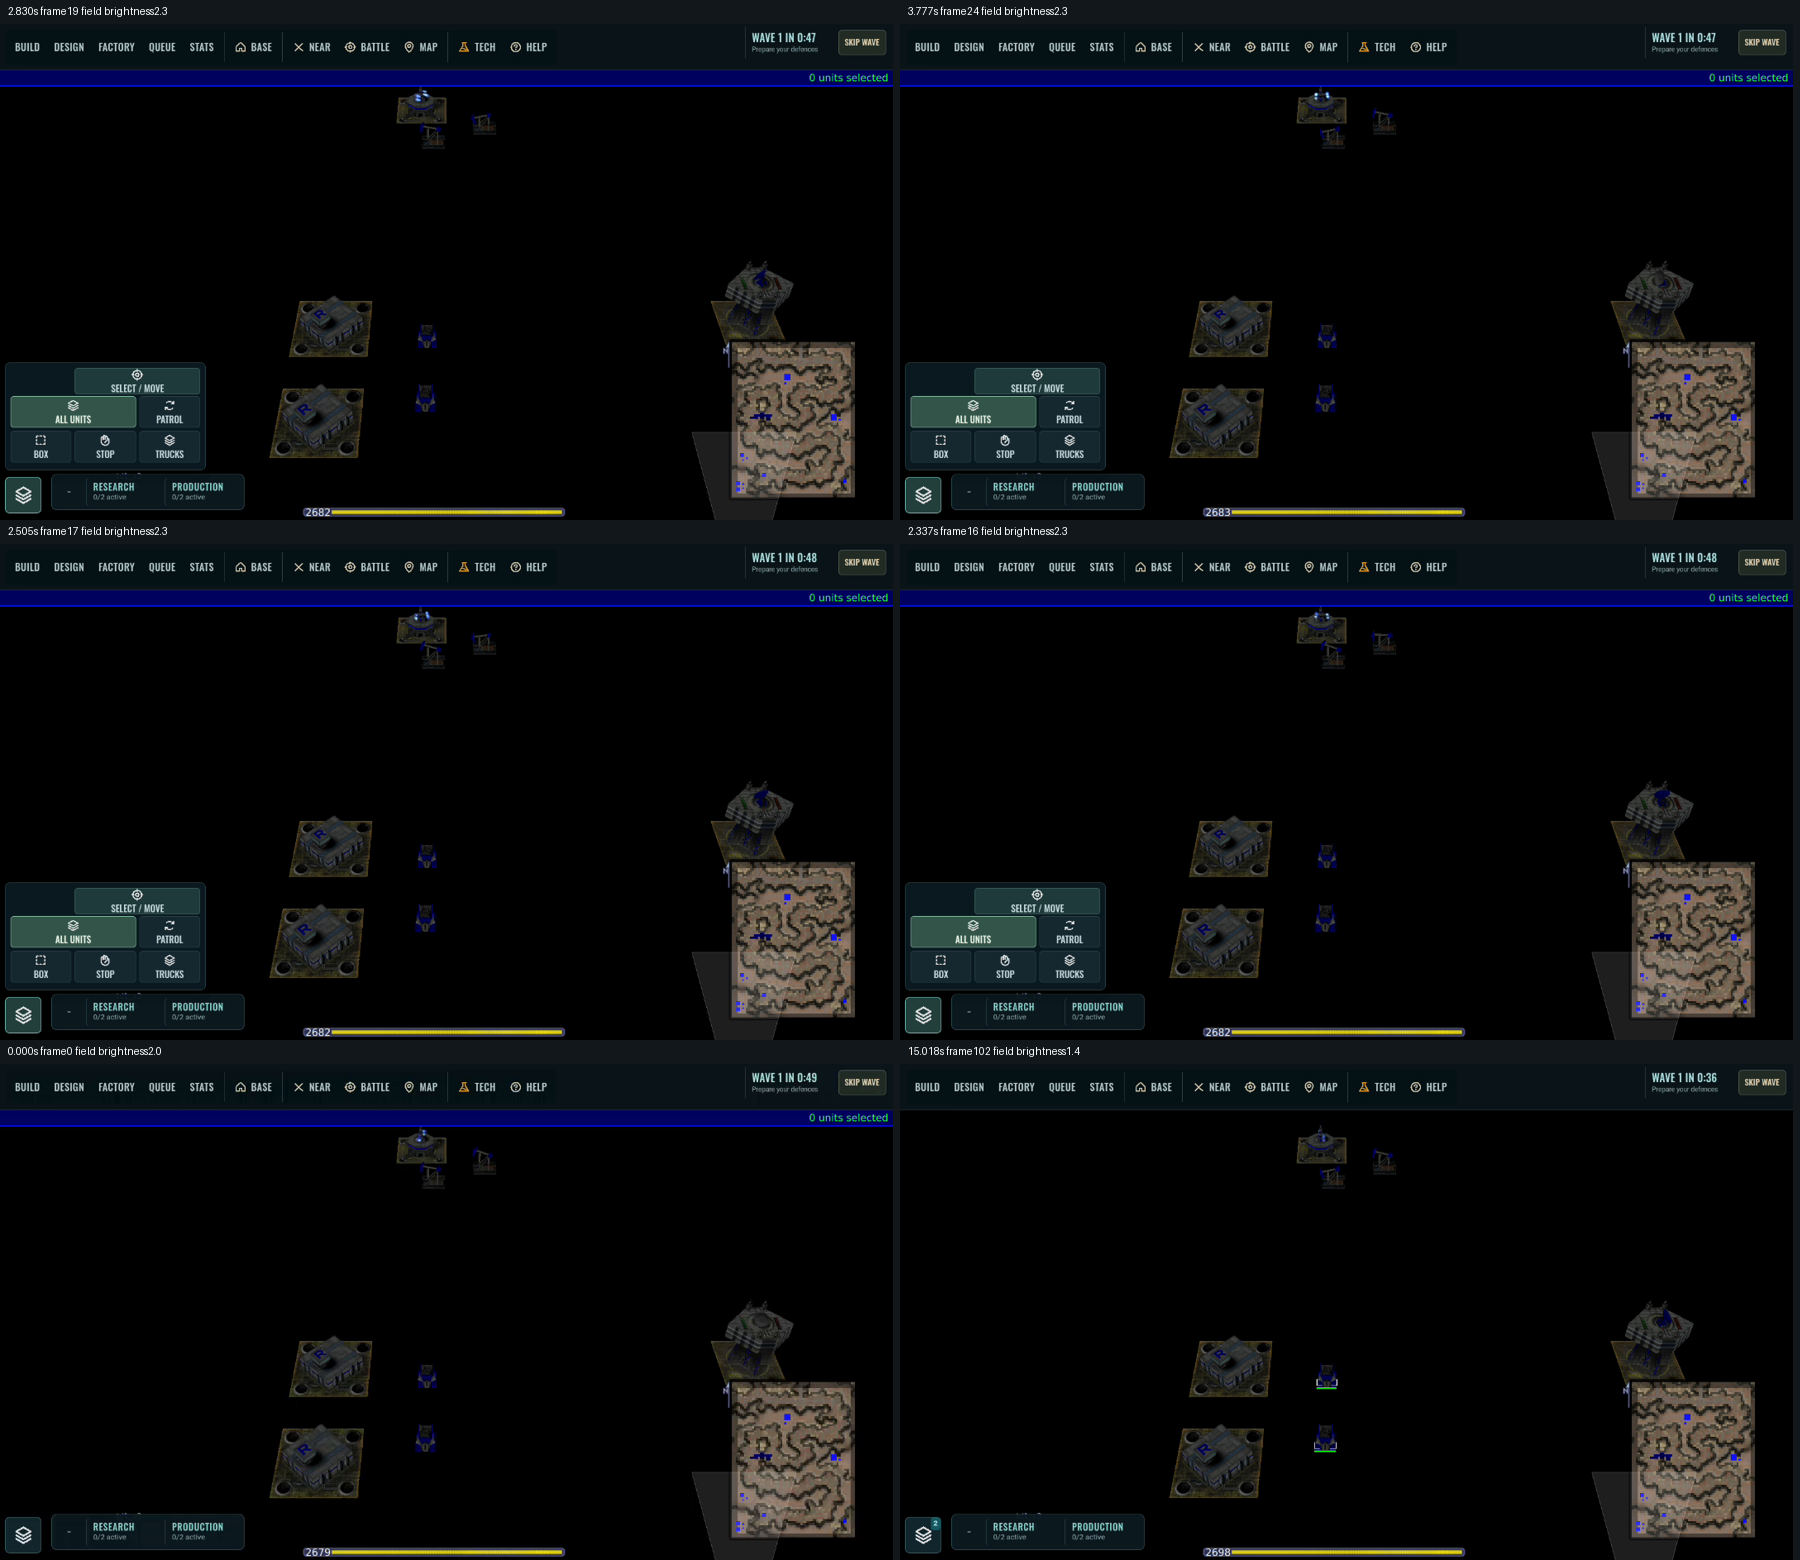 2.830s frame19 field brightness2.3
BUILD DESIGN FACTORY QUEUE STATS BASE NEAR BATTLE MAP TECH HELP
WAVE 1 IN 0:47
Prepare your defences
SKIP WAVE
0 units selected
R
R
N
SELECT / MOVE
ALL UNITS PATROL
BOX STOP TRUCKS
- RESEARCH PRODUCTION
0/2 active 0/2 active
2682
3.777s frame24 field brightness2.3
BUILD DESIGN FACTORY QUEUE STATS BASE NEAR BATTLE MAP TECH HELP
WAVE 1 IN 0:47
Prepare your defences
SKIP WAVE
0 units selected
R
R
N
SELECT / MOVE
ALL UNITS PATROL
BOX STOP TRUCKS
- RESEARCH PRODUCTION
0/2 active 0/2 active
2683
2.505s frame17 field brightness2.3
BUILD DESIGN FACTORY QUEUE STATS BASE NEAR BATTLE MAP TECH HELP
WAVE 1 IN 0:48
Prepare your defences
SKIP WAVE
0 units selected
R
R
N
SELECT / MOVE
ALL UNITS PATROL
BOX STOP TRUCKS
- RESEARCH PRODUCTION
0/2 active 0/2 active
2682
2.337s frame16 field brightness2.3
BUILD DESIGN FACTORY QUEUE STATS BASE NEAR BATTLE MAP TECH HELP
WAVE 1 IN 0:48
Prepare your defences
SKIP WAVE
0 units selected
R
R
N
SELECT / MOVE
ALL UNITS PATROL
BOX STOP TRUCKS
- RESEARCH PRODUCTION
0/2 active 0/2 active
2682
0.000s frame0 field brightness2.0
BUILD DESIGN FACTORY QUEUE STATS BASE NEAR BATTLE MAP TECH HELP
WAVE 1 IN 0:49
Prepare your defences
SKIP WAVE
0 units selected
R
R
N
- RESEARCH PRODUCTION
0/2 active 0/2 active
2679
15.018s frame102 field brightness1.4
BUILD DESIGN FACTORY QUEUE STATS BASE NEAR BATTLE MAP TECH HELP
WAVE 1 IN 0:36
Prepare your defences
SKIP WAVE
R
R
N
2
- RESEARCH PRODUCTION
0/2 active 0/2 active
2698